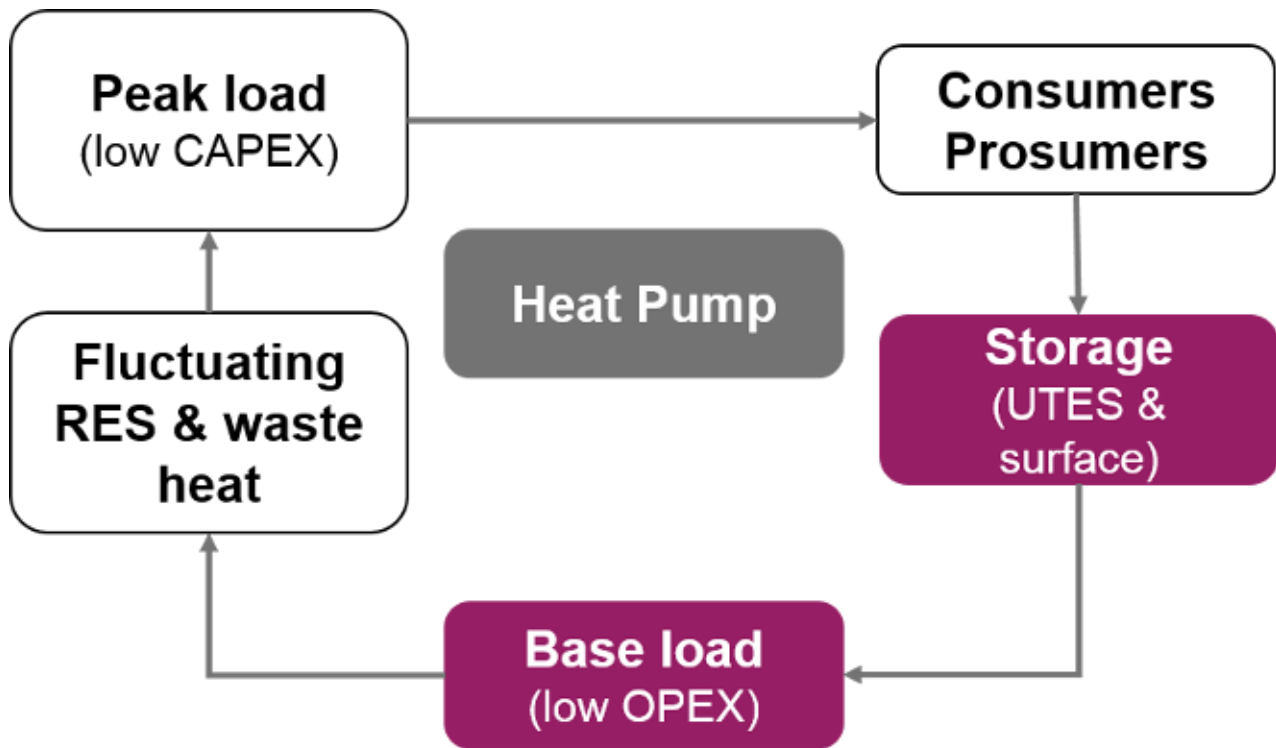 Peak load
(low CAPEX)
Consumers
Prosumers
Heat Pump
Fluctuating
RES & waste
heat
Storage
(UTES &
surface)
Base load
(low OPEX)